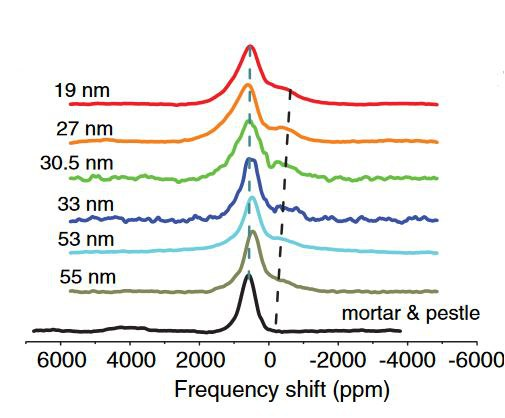 19 nm
27 nm
30.5 nm
33 nm
53 nm
55 nm
mortar & pestle
6000 4000 2000 0 -2000 -4000 -6000
Frequency shift (ppm)